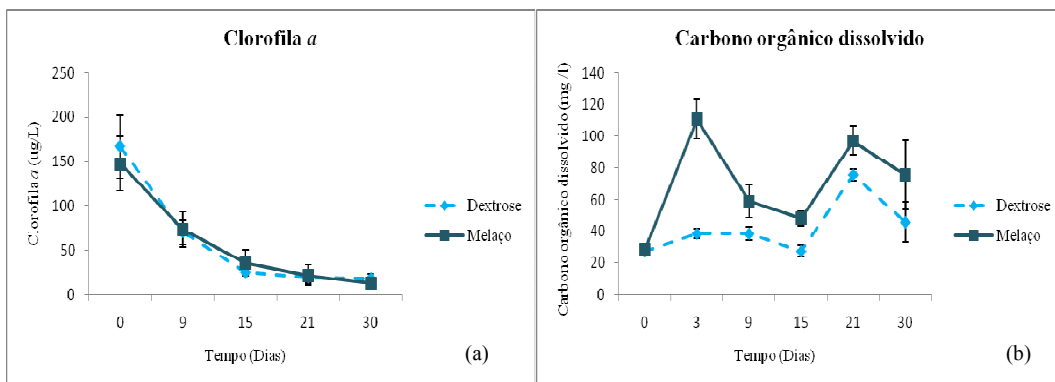 Clorofila a
Clorofila a (ug/L)
250
200
150
100
50
0
0 9 15 21 30
Tempo (Dias)
Dextrose
Melaço
(a)
Carbono orgânico dissolvido
Carbono orgânico dissolvido (mg /l)
140
120
100
80
60
40
20
0
0 3 9 15 21 30
Tempo (Dias)
Dextrose
Melaço
(b)